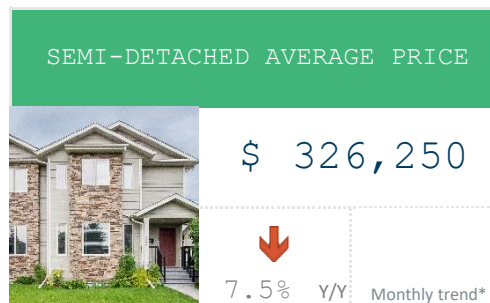 SEMI-DETACHED AVERAGE PRICE
$ 326,250
7.5% Y/Y Monthly trend*